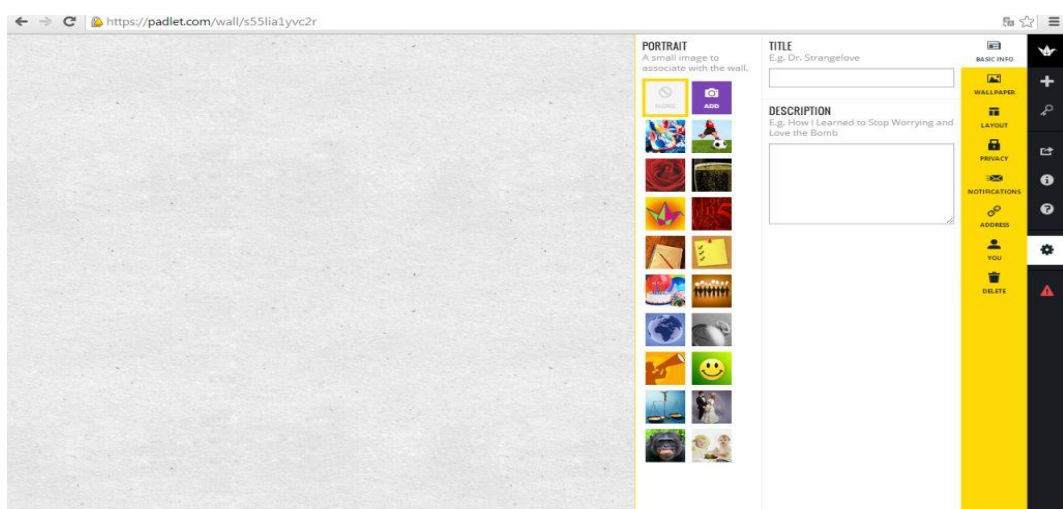 https://padlet.com/wall/s55lia1yvc2r
PORTRAIT
A small image to
associate with the wall.
NONE
ADD
TITLE
E.g. Dr. Strangelove
DESCRIPTION
E.g. How I Learned to Stop Worrying and
Love the Bomb
BASIC INFO
WALLPAPER
LAYOUT
PRIVACY
NOTIFICATIONS
ADDRESS
YOU
DELETE